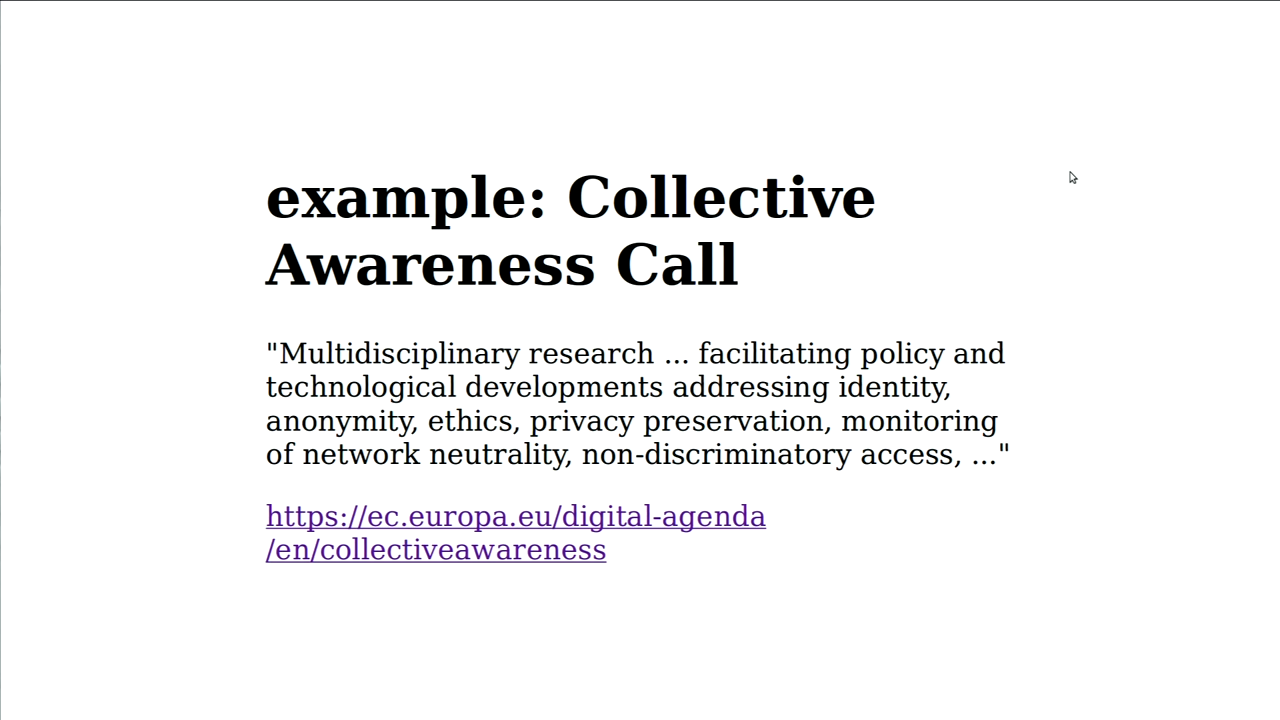 example: Collective
Awareness Call
"Multidisciplinary research ... facilitating policy and
technological developments addressing identity,
anonymity, ethics, privacy preservation, monitoring
of network neutrality, non-discriminatory access, ..."
https://ec.europa.eu/digital-agenda
/en/collectiveawareness